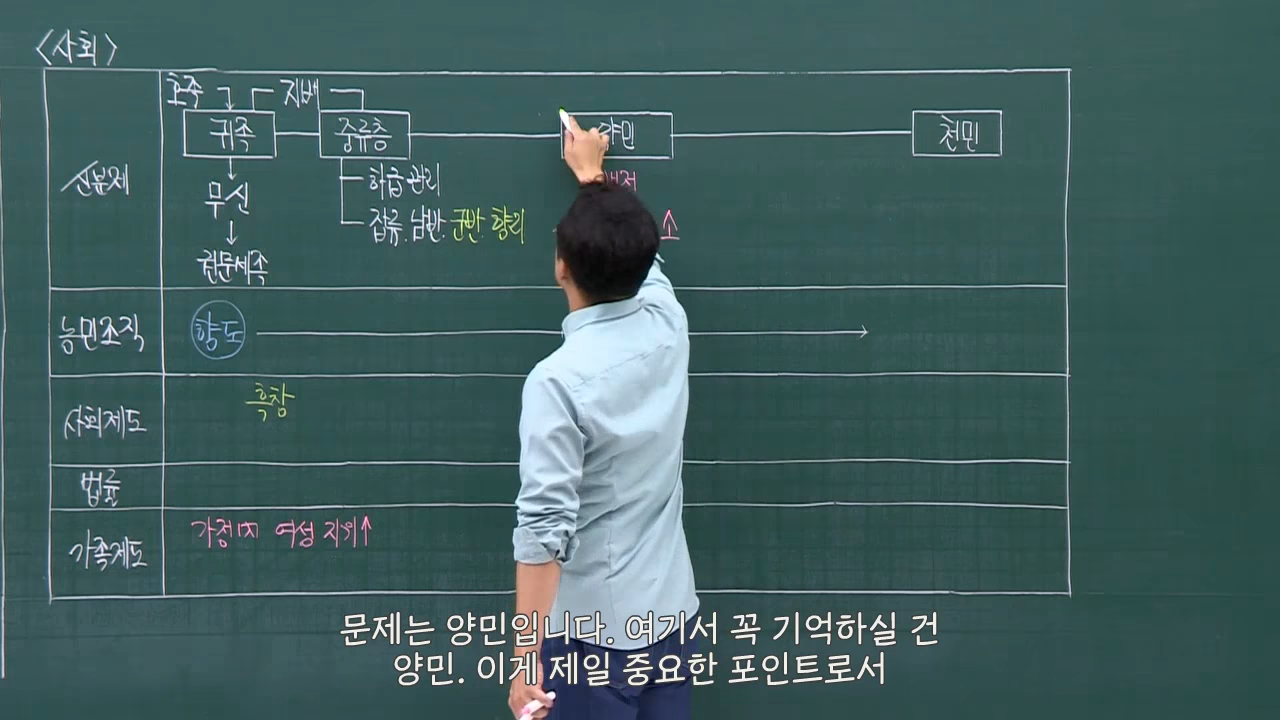 <사회>
호족 지배
귀족 중류층 양민 천민
신분제
하급 관리
무신
잡류. 남반. 군반. 향리
권문세족
농민조직 향도
흑창
사회제도
법률
가정내 여성 지위↑
가족제도
문제는 양민입니다. 여기서 꼭 기억하실 건
양민. 이게 제일 중요한 포인트로서